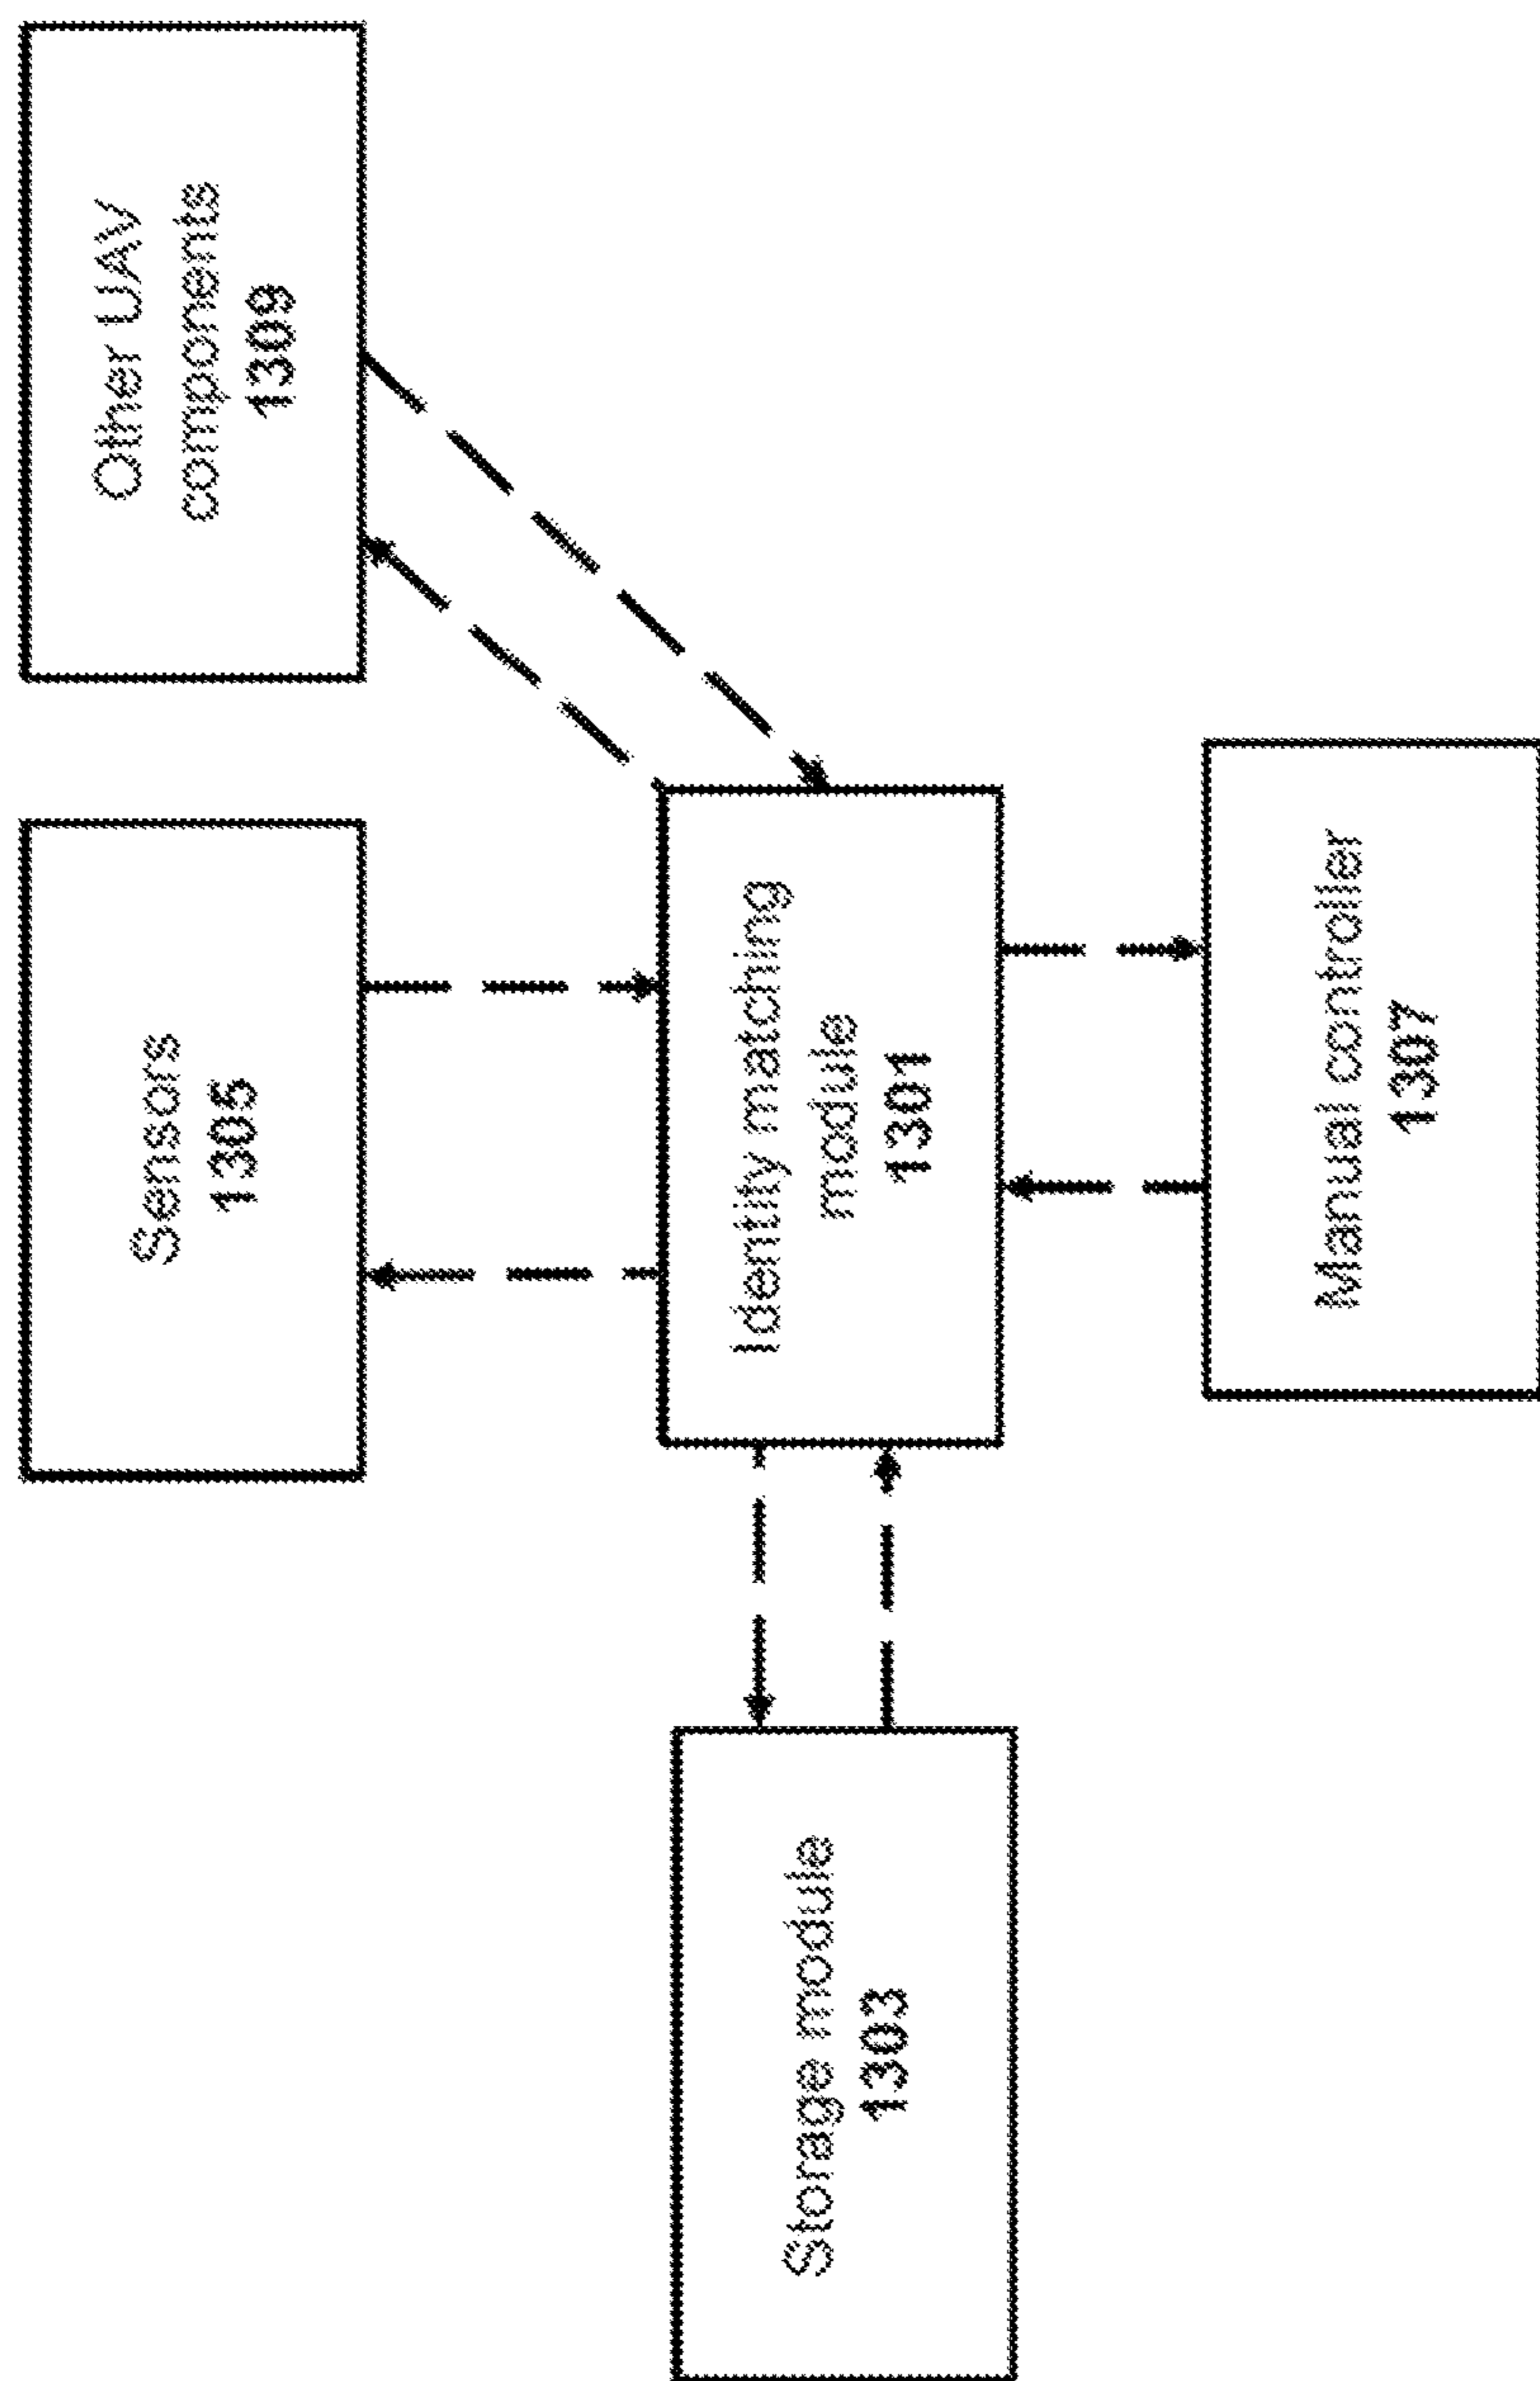 Sensors
1305
Other UAV
components
1309
Storage module
1303
Identity matching
module
1301
Manual controller
1307